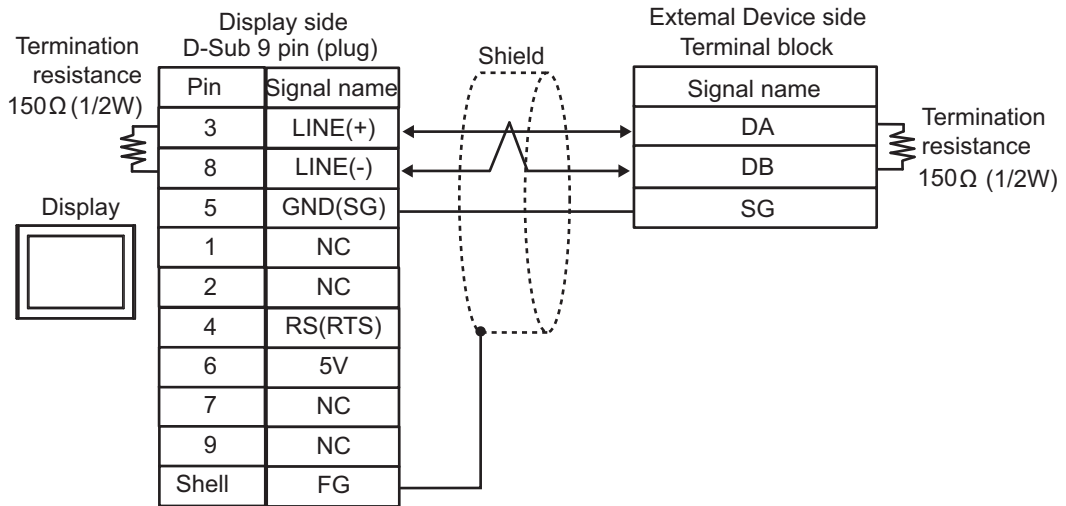 Display side
D-Sub 9 pin (plug)
Termination
resistance
150Ω (1/2W)
Shield
External Device side
Terminal block
Pin Signal name
3 LINE(+)
8 LINE(-)
5 GND(SG)
1 NC
2 NC
4 RS(RTS)
6 5V
7 NC
9 NC
Shell FG
Display
Signal name
DA
DB
SG
Termination
resistance
150Ω (1/2W)